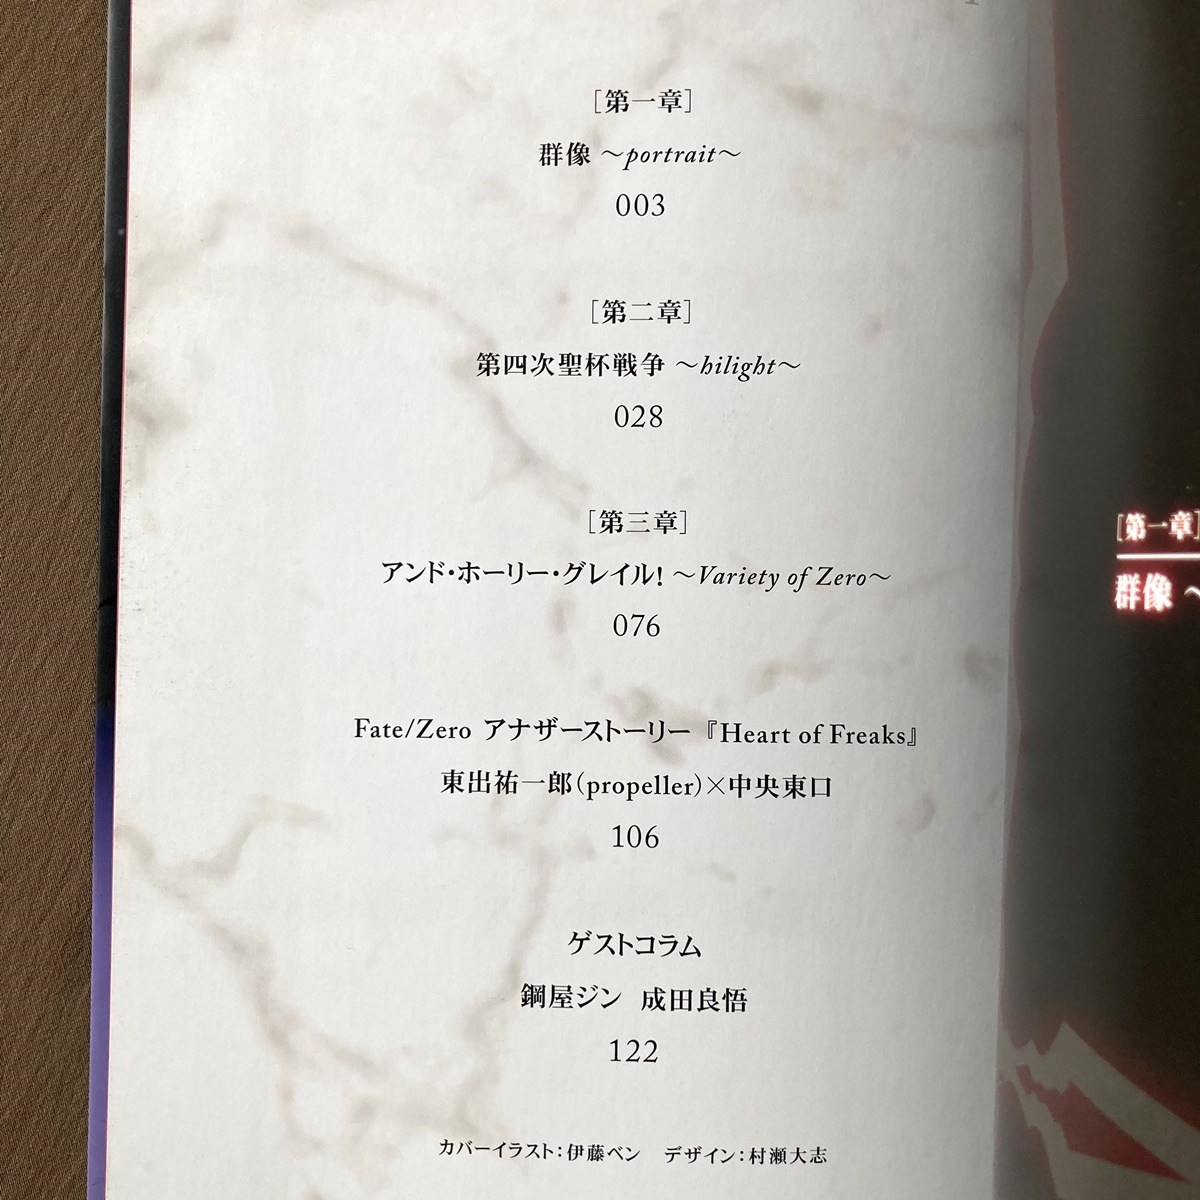 [第一章]
群像 ～portrait～
003
[第二章]
第四次聖杯戦争 ～hilight～
028
[第三章]
アンド・ホーリー・グレイル! ～Variety of Zero～
076
Fate/Zero アナザーストーリー『Heart of Freaks』
東出祐一郎(propeller)×中央東口
106
ゲストコラム
鋼屋ジン 成田良悟
122
カバーイラスト:伊藤ベン デザイン:村瀬大志
[第一章]
群像 ～